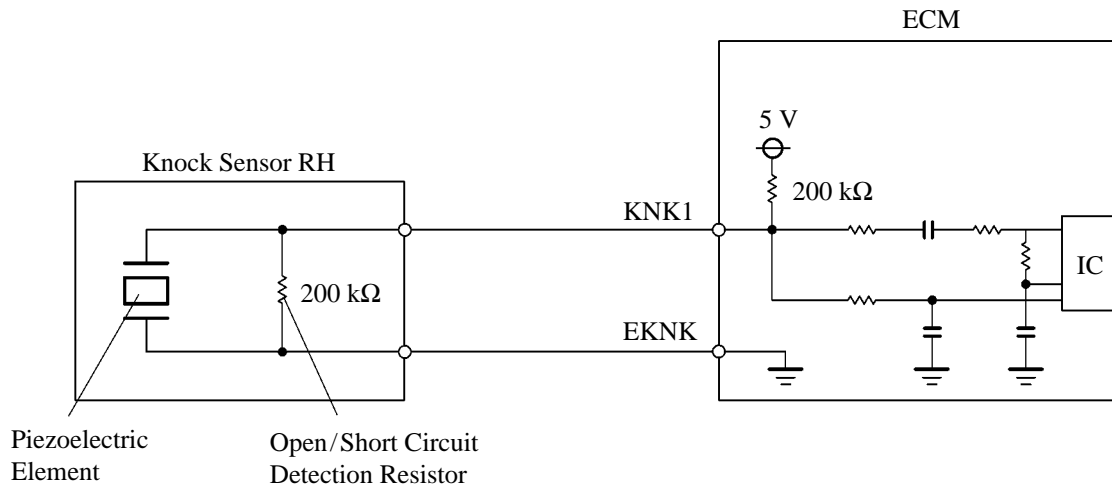 ECM
5 V
Knock Sensor RH
200 kΩ
KNK1
IC
200 kΩ
EKNK
Piezoelectric
Element
Open/Short Circuit
Detection Resistor